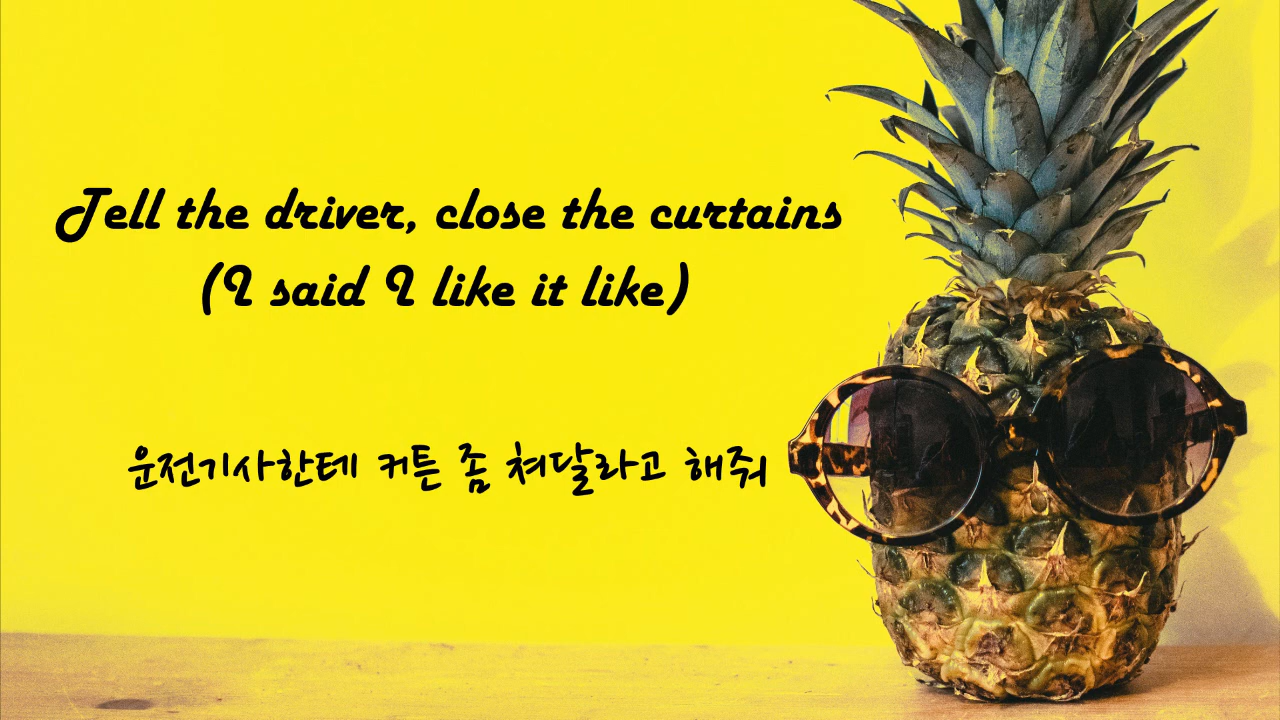 Tell the driver, close the curtains
(I said I like it like)
운전기사한테 커튼 좀 쳐달라고 해줘